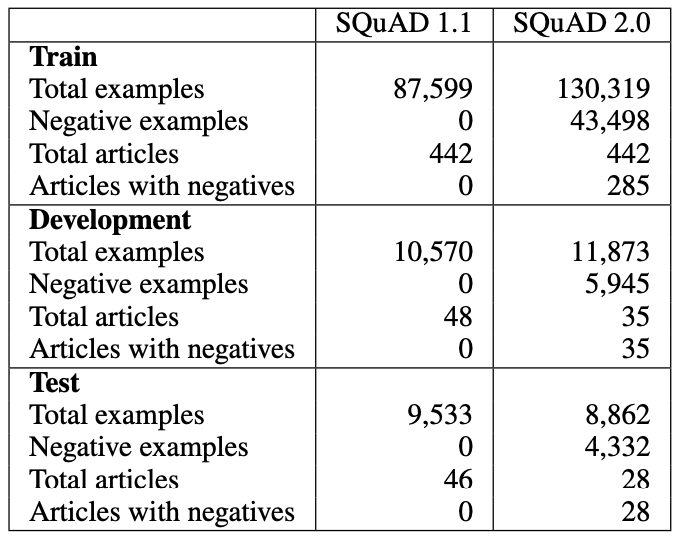 SQuAD 1.1 SQuAD 2.0
Train
Total examples 87,599 130,319
Negative examples 0 43,498
Total articles 442 442
Articles with negatives 0 285
Development
Total examples 10,570 11,873
Negative examples 0 5,945
Total articles 48 35
Articles with negatives 0 35
Test
Total examples 9,533 8,862
Negative examples 0 4,332
Total articles 46 28
Articles with negatives 0 28